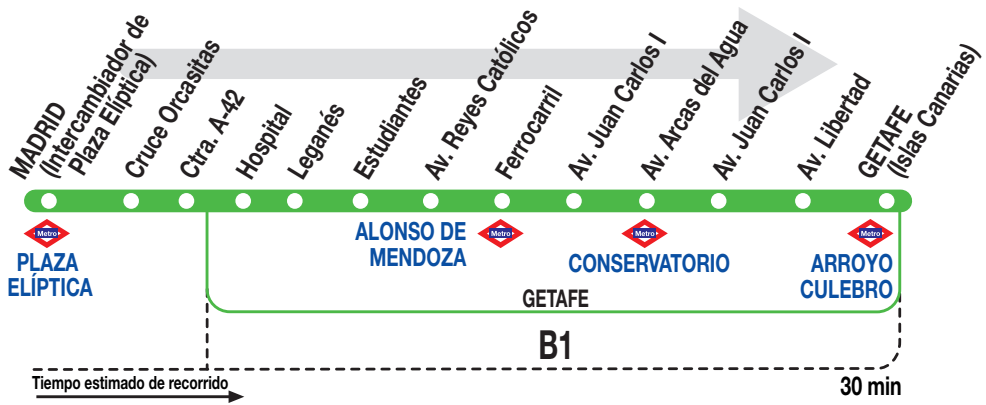 MADRID
(Intercambiador de
Plaza Elíptica)
Cruce Orcasitas
Ctra. A-42
Hospital
Leganés
Estudiantes
Av. Reyes Católicos
Ferrocarril
Av. Juan Carlos I
Av. Arcas del Agua
Av. Juan Carlos I
Av. Libertad
GETAFE
(Islas Canarias)
Metro
PLAZA
ELÍPTICA
ALONSO DE
MENDOZA
Metro
Metro
CONSERVATORIO
Metro
ARROYO
CULEBRO
GETAFE
B1
Tiempo estimado de recorrido
30 min